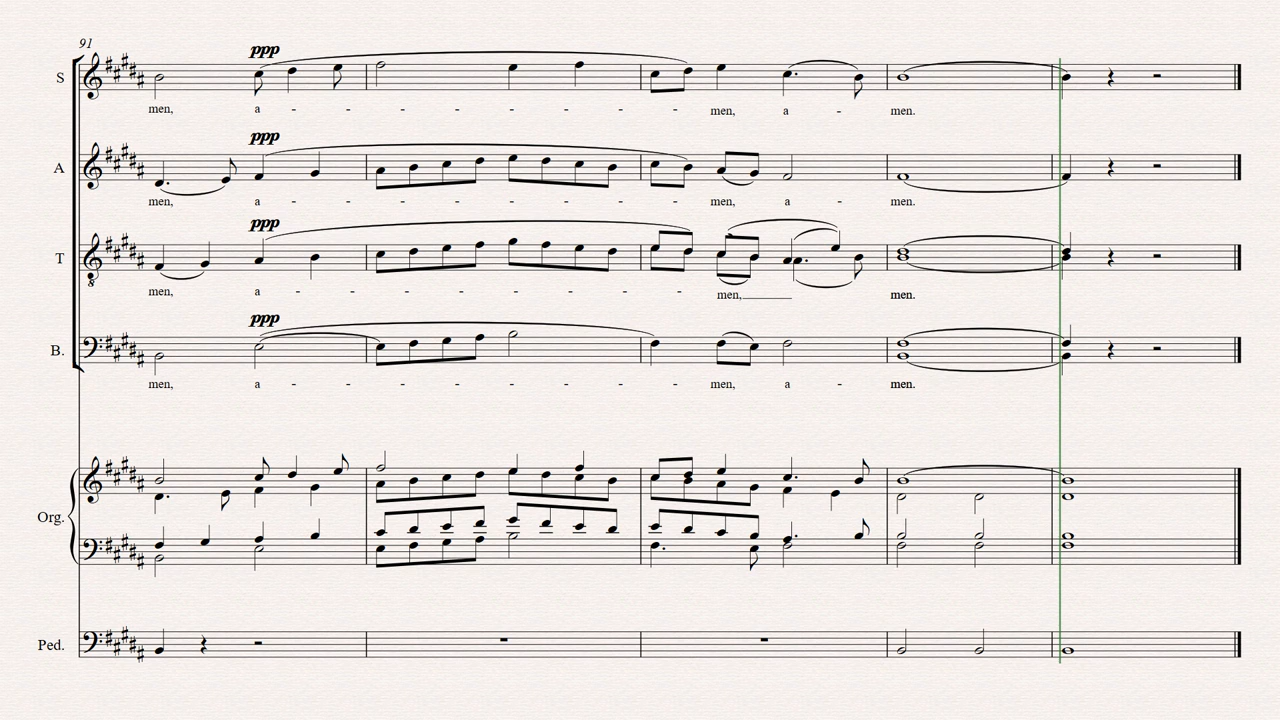 91
ppp
S
men, a - - - - - - - men, a - men.
ppp
A
men, a - - - - - - - men, a - men.
ppp
T
men, a - - - - - - - men,_____ men.
ppp
B.
men, a - - - - - - - men, a - men.
Org.
Ped.